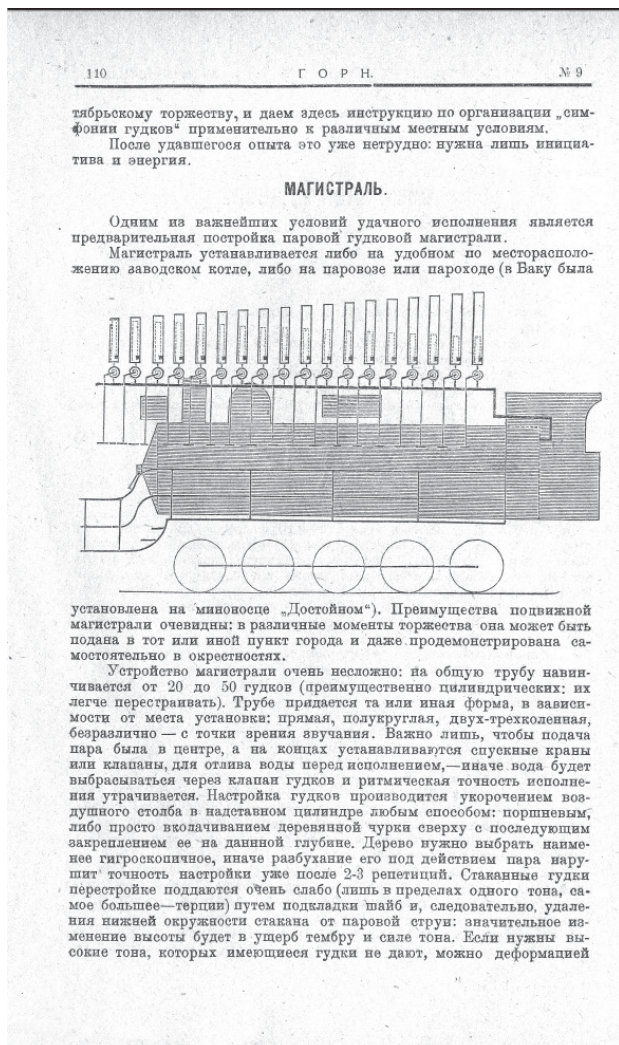 110
ГОРН.
№ 9
тябрьскому торжеству, и даем здесь инструкцию по организации „сим-
фонии гудков“ применительно к различным местным условиям.
После удавшегося опыта это уже нетрудно: нужна лишь инициа-
тива и энергия.
МАГИСТРАЛЬ.
Одним из важнейших условий удачного исполнения является
предварительная постройка паровой гудковой магистрали.
Магистраль устанавливается либо на удобном по месторасполо-
жению заводском котле, либо на паровозе или пароходе (в Баку была
установлена на миноносце „Достойном“). Преимущества подвижной
магистрали очевидны: в различные моменты торжества она может быть
подана в тот или иной пункт города и даже продемонстрирована са-
мостоятельно в окрестностях.
Устройство магистрали очень несложно: на общую трубу навин-
чивается от 20 до 50 гудков (преимущественно цилиндрических: их
легче перестраивать). Трубе придается та или иная форма, в зависи-
мости от места установки: прямая, полукруглая, двух-трехколенная,
безразлично — с точки зрения звучания. Важно лишь, чтобы подача
пара была в центре, а на концах устанавливаются спускные краны
или клапаны, для отлива воды перед исполнением,—иначе вода будет
выбрасываться через клапан гудков и ритмическая точность исполне-
ния утрачивается. Настройка гудков производится укорочением воз-
душного столба в надставном цилиндре любым способом: поршневым,
либо просто вколачиванием деревянной чурки сверху с последующим
закреплением ее на даннной глубине. Дерево нужно выбрать наиме-
нее гигроскопичное, иначе разбухание его под действием пара нару-
шит точность настройки уже после 2-3 репетиций. Стаканные гудки
перестройке поддаются очень слабо (лишь в пределах одного тона, са-
мое большее—терции) путем подкладки шайб и, следовательно, удале-
ния нижней окружности стакана от паровой струи: значительное из-
менение высоты будет в ущерб тембру и силе тона. Если нужны вы-
сокие тона, которых имеющиеся гудки не дают, можно деформацией